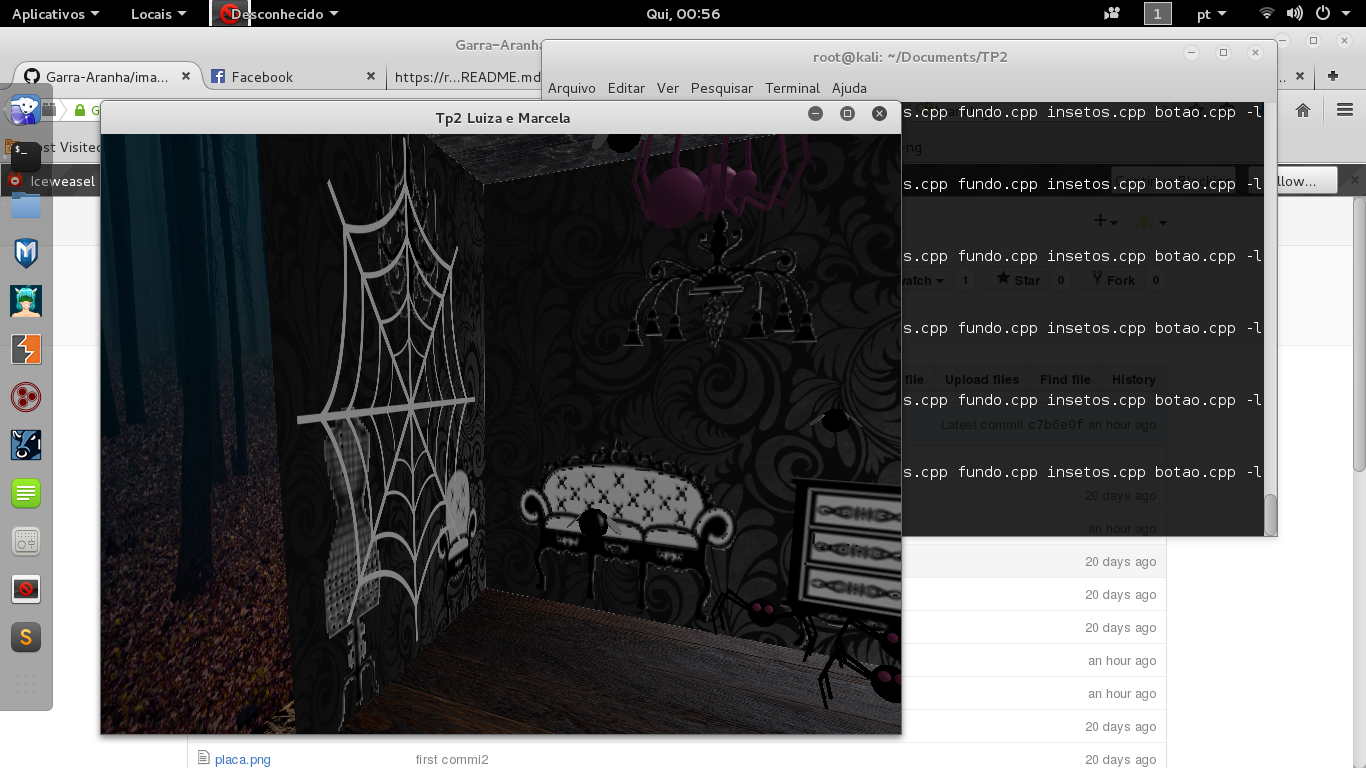 Aplicativos Locais Desconhecido Qui, 00:56 1 pt
Garra-Aranha
root@kali: ~/Documents/TP2
Garra-Aranha/ima... Facebook https://r...README.md
Arquivo Editar Ver Pesquisar Terminal Ajuda
Tp2 Luiza e Marcela
s.cpp fundo.cpp insetos.cpp botao.cpp -l
ost Visited
Iceweasel
llow...
s.cpp fundo.cpp insetos.cpp botao.cpp -l
s.cpp fundo.cpp insetos.cpp botao.cpp -l
watch 1 Star 0 Fork 0
s.cpp fundo.cpp insetos.cpp botao.cpp -l
file Upload files Find file History
s.cpp fundo.cpp insetos.cpp botao.cpp -l
Latest commit c7b6e0f an hour ago
s.cpp fundo.cpp insetos.cpp botao.cpp -l
20 days ago
an hour ago
20 days ago
20 days ago
20 days ago
an hour ago
an hour ago
20 days ago
placa.png first commi2 20 days ago